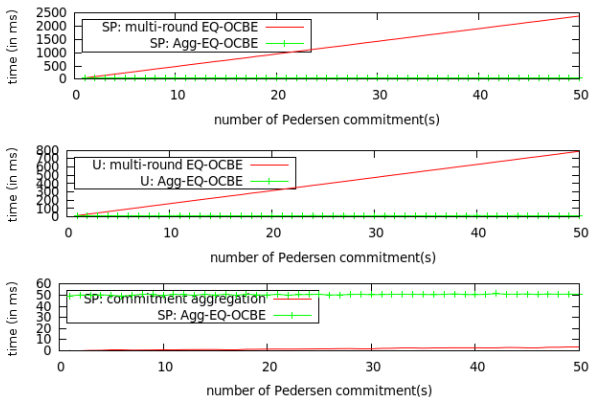 2500
2000
1500
1000
500
0
time (in ms)
SP: multi-round EQ-OCBE
SP: Agg-EQ-OCBE
0 10 20 30 40 50
number of Pedersen commitment(s)
800
700
600
500
400
300
200
100
0
time (in ms)
U: multi-round EQ-OCBE
U: Agg-EQ-OCBE
0 10 20 30 40 50
number of Pedersen commitment(s)
60
50
40
30
20
10
0
time (in ms)
SP: commitment aggregation
SP: Agg-EQ-OCBE
0 10 20 30 40 50
number of Pedersen commitment(s)